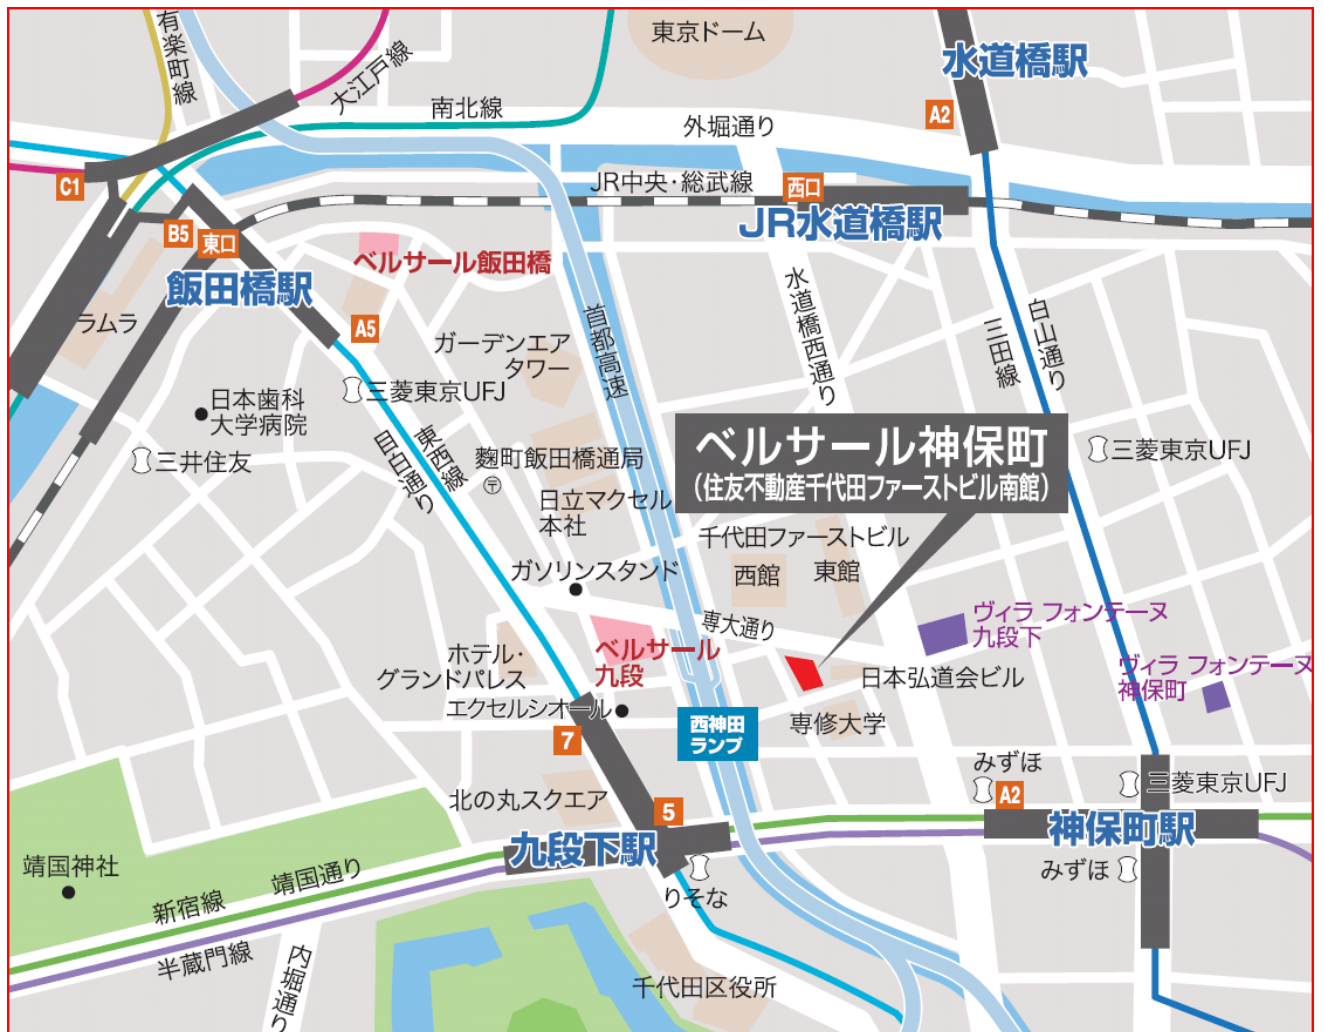 有楽町線
大江戸線
南北線
東京ドーム
水道橋駅
A2
外堀通り
C1
JR中央・総武線
西口
JR水道橋駅
B5
東口
飯田橋駅
ベルサール飯田橋
ラムラ
A5
ガーデンエア
タワー
首都高速
水道橋西通り
三田線
白山通り
三菱東京UFJ
日本歯科
大学病院
三井住友
目白通り
東西線
麴町飯田橋通局
〒
日立マクセル
本社
ベルサール神保町
(住友不動産千代田ファーストビル南館)
三菱東京UFJ
千代田ファーストビル
西館
東館
ガソリンスタンド
専大通り
ヴィラ フォンテーヌ
九段下
ベルサール
九段
ホテル・
グランドパレス
エクセルシオール
日本弘道会ビル
ヴィラ フォンテーヌ
神保町
専修大学
西神田
ランプ
7
みずほ
A2
三菱東京UFJ
北の丸スクエア
5
九段下駅
神保町駅
みずほ
りそな
靖国神社
新宿線
靖国通り
半蔵門線
内堀通り
千代田区役所